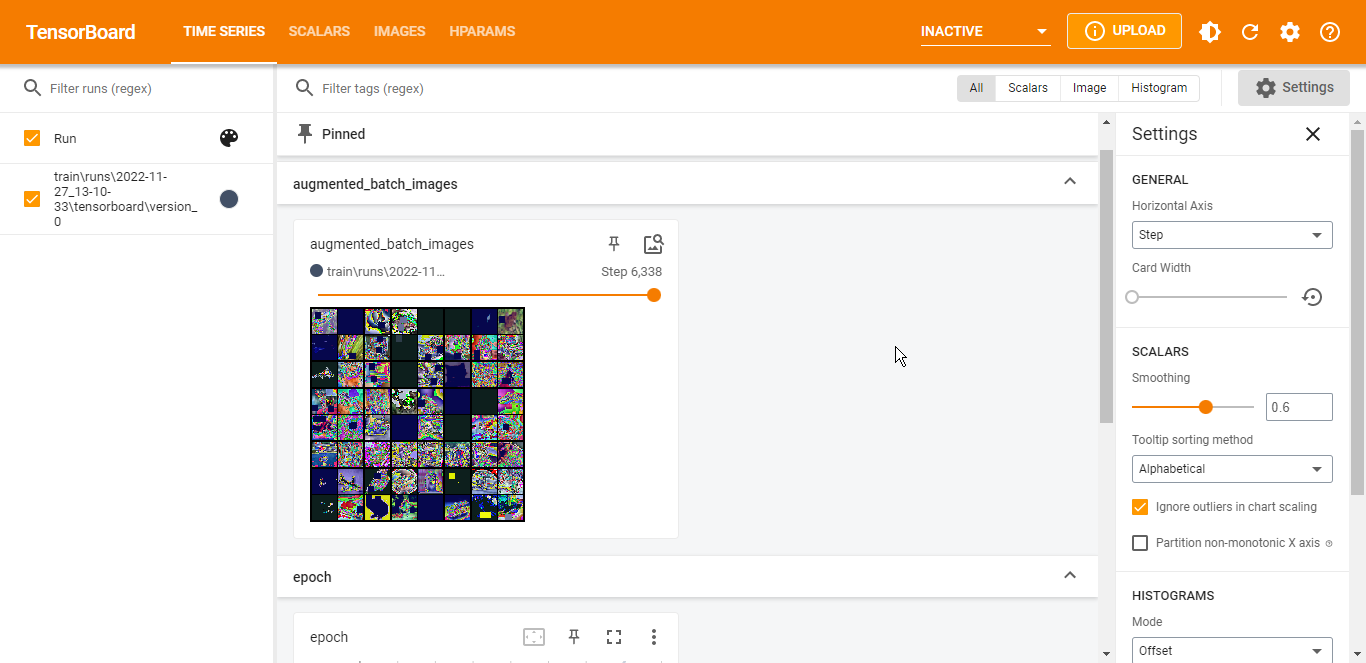 TensorBoard
TIME SERIES
SCALARS
IMAGES
HPARAMS
INACTIVE
UPLOAD
Filter runs (regex)
Filter tags (regex)
All
Scalars
Image
Histogram
Settings
Run
train\runs\2022-11-
27_13-10-
33\tensorboard\version_
0
Pinned
augmented_batch_images
augmented_batch_images
train\runs\2022-11...
Step 6,338
epoch
epoch
Settings
GENERAL
Horizontal Axis
Step
Card Width
SCALARS
Smoothing
0.6
Tooltip sorting method
Alphabetical
Ignore outliers in chart scaling
Partition non-monotonic X axis
HISTOGRAMS
Mode
Offset